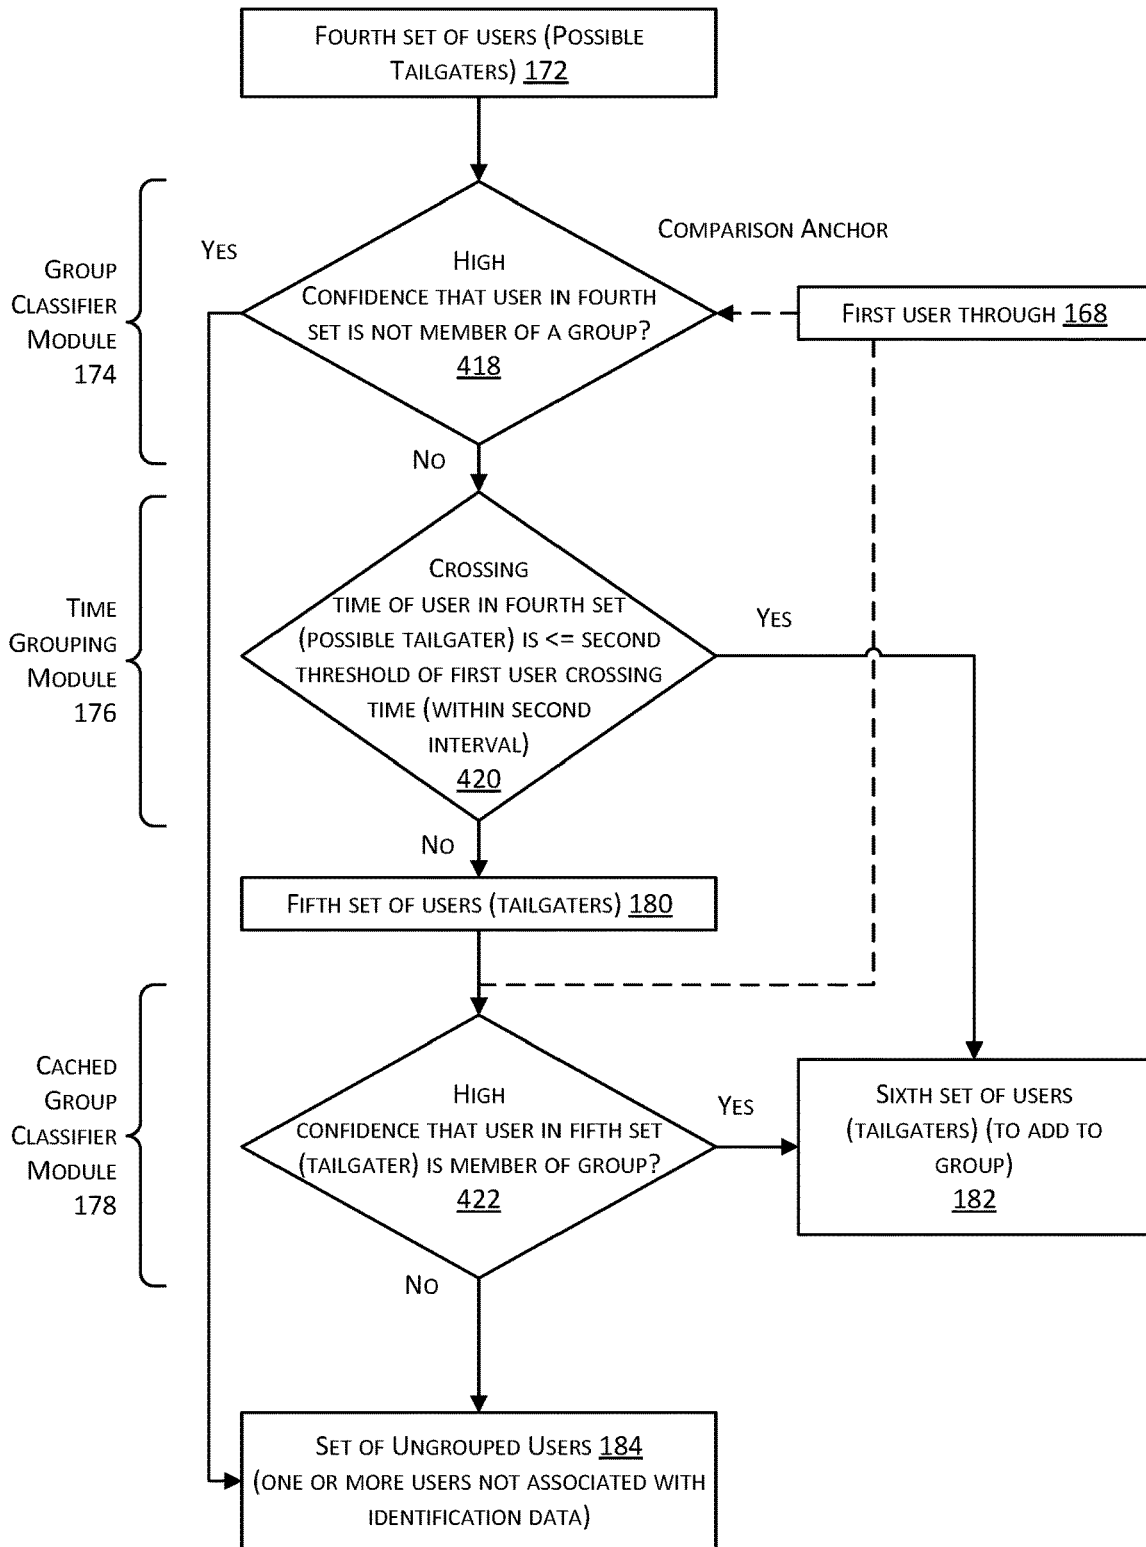 Fourth set of users (Possible
Tailgaters) 172
Comparison Anchor
Yes
High
Confidence that user in fourth
set is not member of a group?
418
First user through 168
Group
Classifier
Module
174
No
Crossing
time of user in fourth set
(possible tailgater) is <= second
threshold of first user crossing
time (within second
interval)
420
Yes
Time
Grouping
Module
176
No
Fifth set of users (tailgaters) 180
Cached
Group
Classifier
Module
178
High
confidence that user in fifth set
(tailgater) is member of group?
422
Yes
Sixth set of users
(tailgaters) (to add to
group)
182
No
Set of Ungrouped Users 184
(one or more users not associated with
identification data)